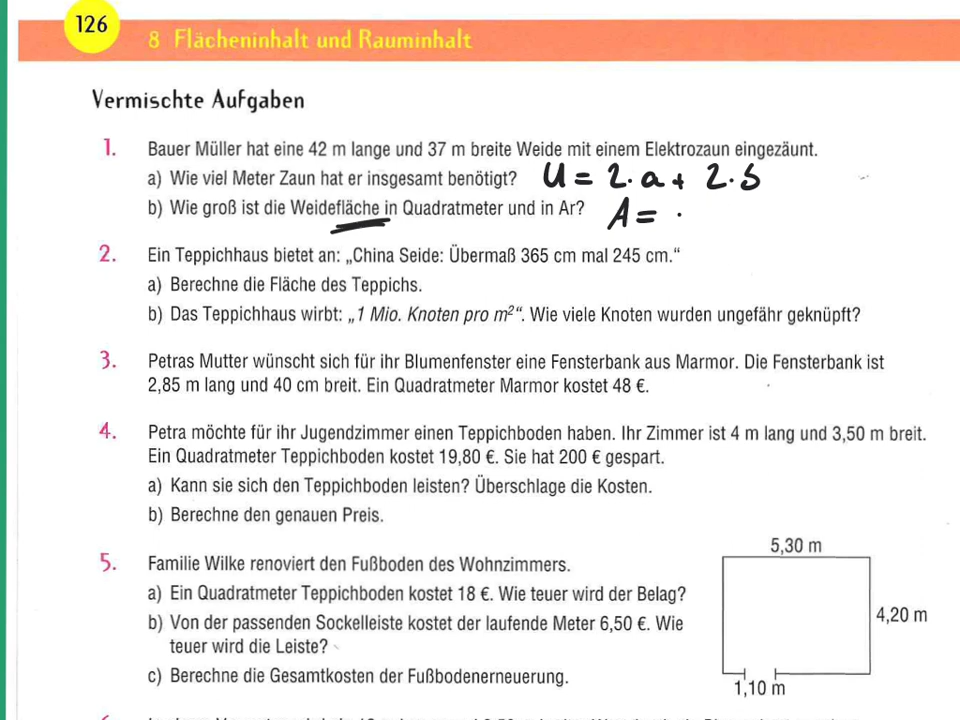 126
8 Flächeninhalt und Rauminhalt
Vermischte Aufgaben
1. Bauer Müller hat eine 42 m lange und 37 m breite Weide mit einem Elektrozaun eingezäunt.
a) Wie viel Meter Zaun hat er insgesamt benötigt? U = 2·a + 2·b
b) Wie groß ist die Weidefläche in Quadratmeter und in Ar? A = ·
2. Ein Teppichhaus bietet an: „China Seide: Übermaß 365 cm mal 245 cm.“
a) Berechne die Fläche des Teppichs.
b) Das Teppichhaus wirbt: „1 Mio. Knoten pro m²“. Wie viele Knoten wurden ungefähr geknüpft?
3. Petras Mutter wünscht sich für ihr Blumenfenster eine Fensterbank aus Marmor. Die Fensterbank ist
2,85 m lang und 40 cm breit. Ein Quadratmeter Marmor kostet 48 €.
4. Petra möchte für ihr Jugendzimmer einen Teppichboden haben. Ihr Zimmer ist 4 m lang und 3,50 m breit.
Ein Quadratmeter Teppichboden kostet 19,80 €. Sie hat 200 € gespart.
a) Kann sie sich den Teppichboden leisten? Überschlage die Kosten.
b) Berechne den genauen Preis.
5. Familie Wilke renoviert den Fußboden des Wohnzimmers.
a) Ein Quadratmeter Teppichboden kostet 18 €. Wie teuer wird der Belag?
b) Von der passenden Sockelleiste kostet der laufende Meter 6,50 €. Wie
teuer wird die Leiste?
c) Berechne die Gesamtkosten der Fußbodenerneuerung.
5,30 m
4,20 m
1,10 m